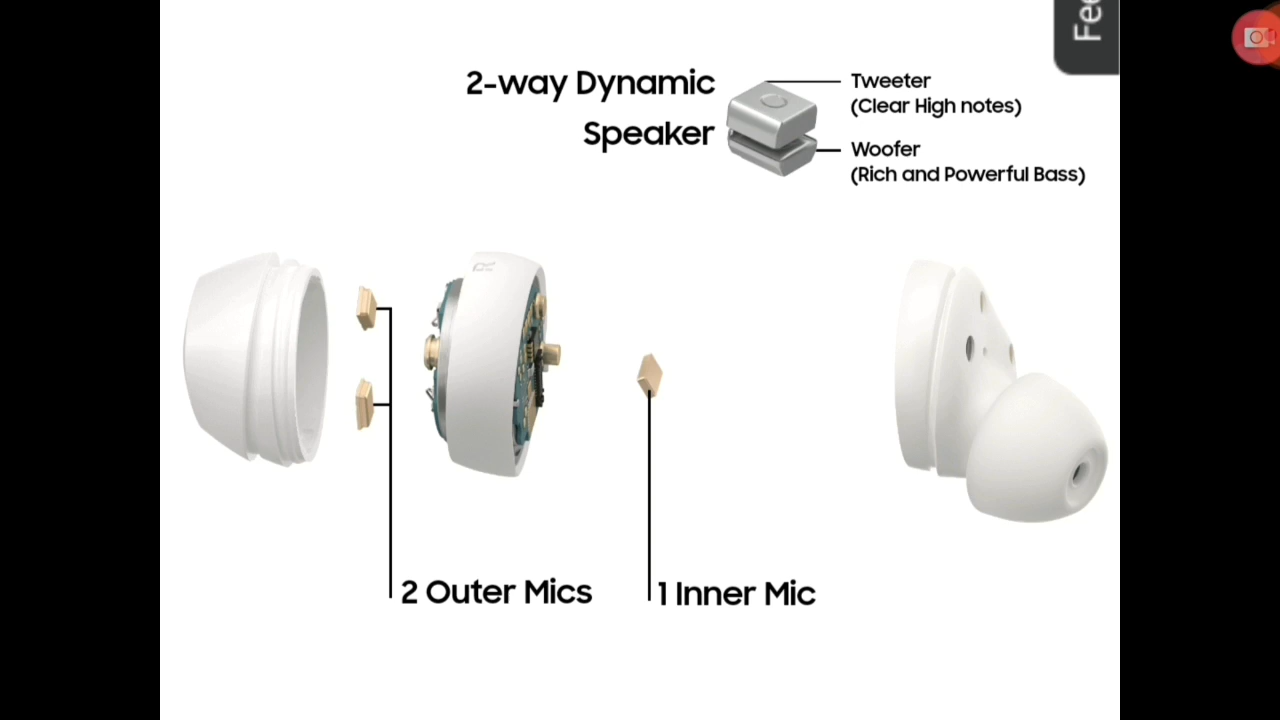 Fee
2-way Dynamic
Speaker
Tweeter
(Clear High notes)
Woofer
(Rich and Powerful Bass)
2 Outer Mics
1 Inner Mic